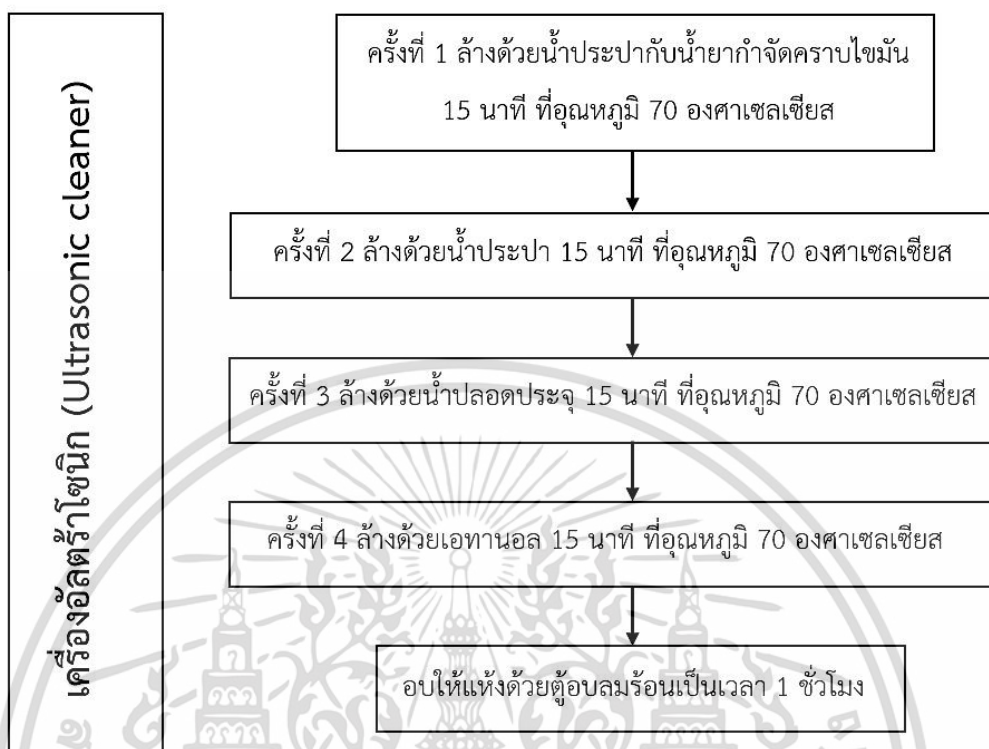 เครื่องอัลตร้าโซนิก (Ultrasonic cleaner)
ครั้งที่ 1 ล้างด้วยน้ำประปากับน้ำยากำจัดคราบไขมัน
15 นาที ที่อุณหภูมิ 70 องศาเซลเซียส
ครั้งที่ 2 ล้างด้วยน้ำประปา 15 นาที ที่อุณหภูมิ 70 องศาเซลเซียส
ครั้งที่ 3 ล้างด้วยน้ำปลอดประจุ 15 นาที ที่อุณหภูมิ 70 องศาเซลเซียส
ครั้งที่ 4 ล้างด้วยเอทานอล 15 นาที ที่อุณหภูมิ 70 องศาเซลเซียส
อบให้แห้งด้วยตู้อบลมร้อนเป็นเวลา 1 ชั่วโมง